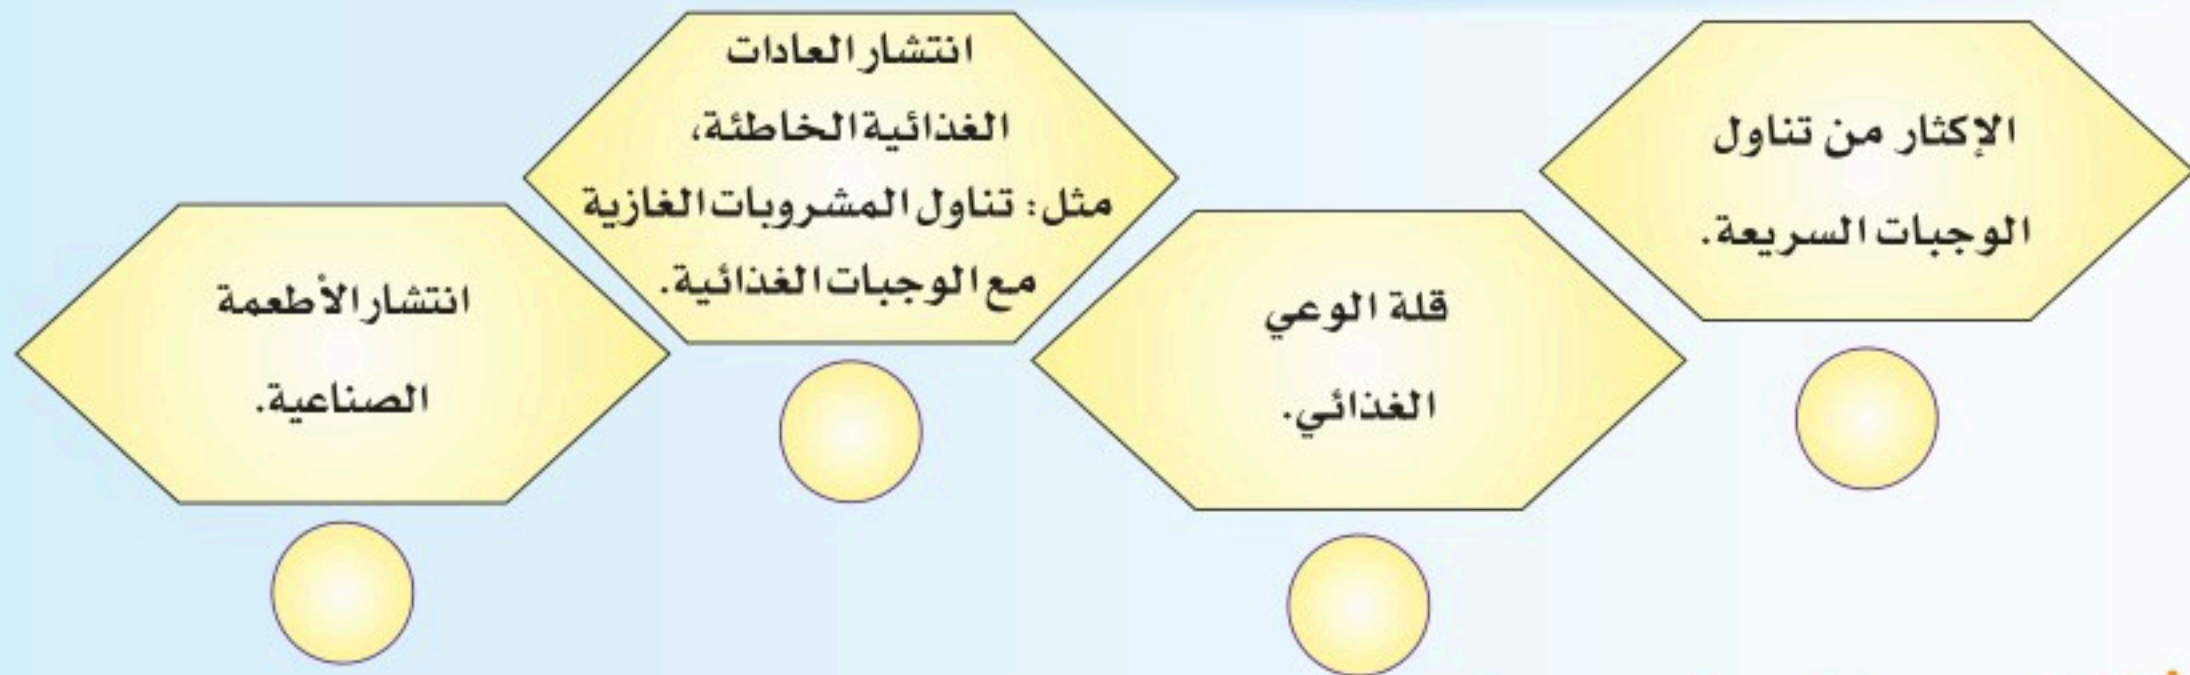 الإكثار من تناول
الوجبات السريعة.
قلة الوعي
الغذائي.
انتشار العادات
الغذائية الخاطئة،
مثل: تناول المشروبات الغازية
مع الوجبات الغذائية.
انتشار الأطعمة
الصناعية.